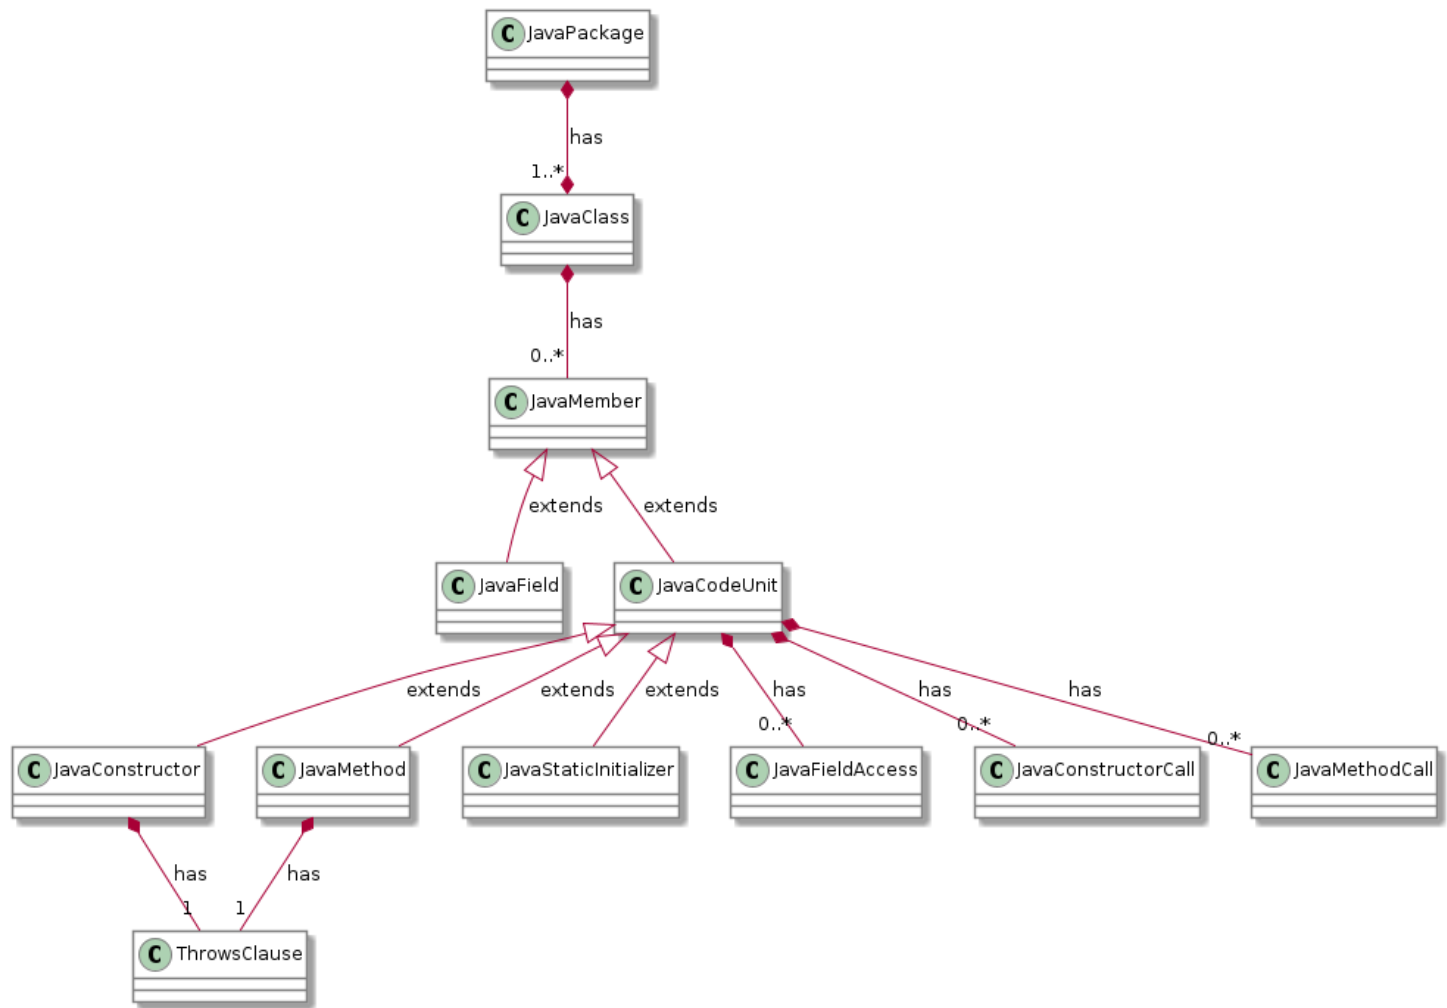 C JavaPackage
has
1..*
C JavaClass
has
0..*
C JavaMember
extends extends
C JavaField C JavaCodeUnit
extends extends extends has has has
0..* 0..* 0..*
C JavaConstructor C JavaMethod C JavaStaticInitializer C JavaFieldAccess C JavaConstructorCall C JavaMethodCall
has has
1 1
C ThrowsClause